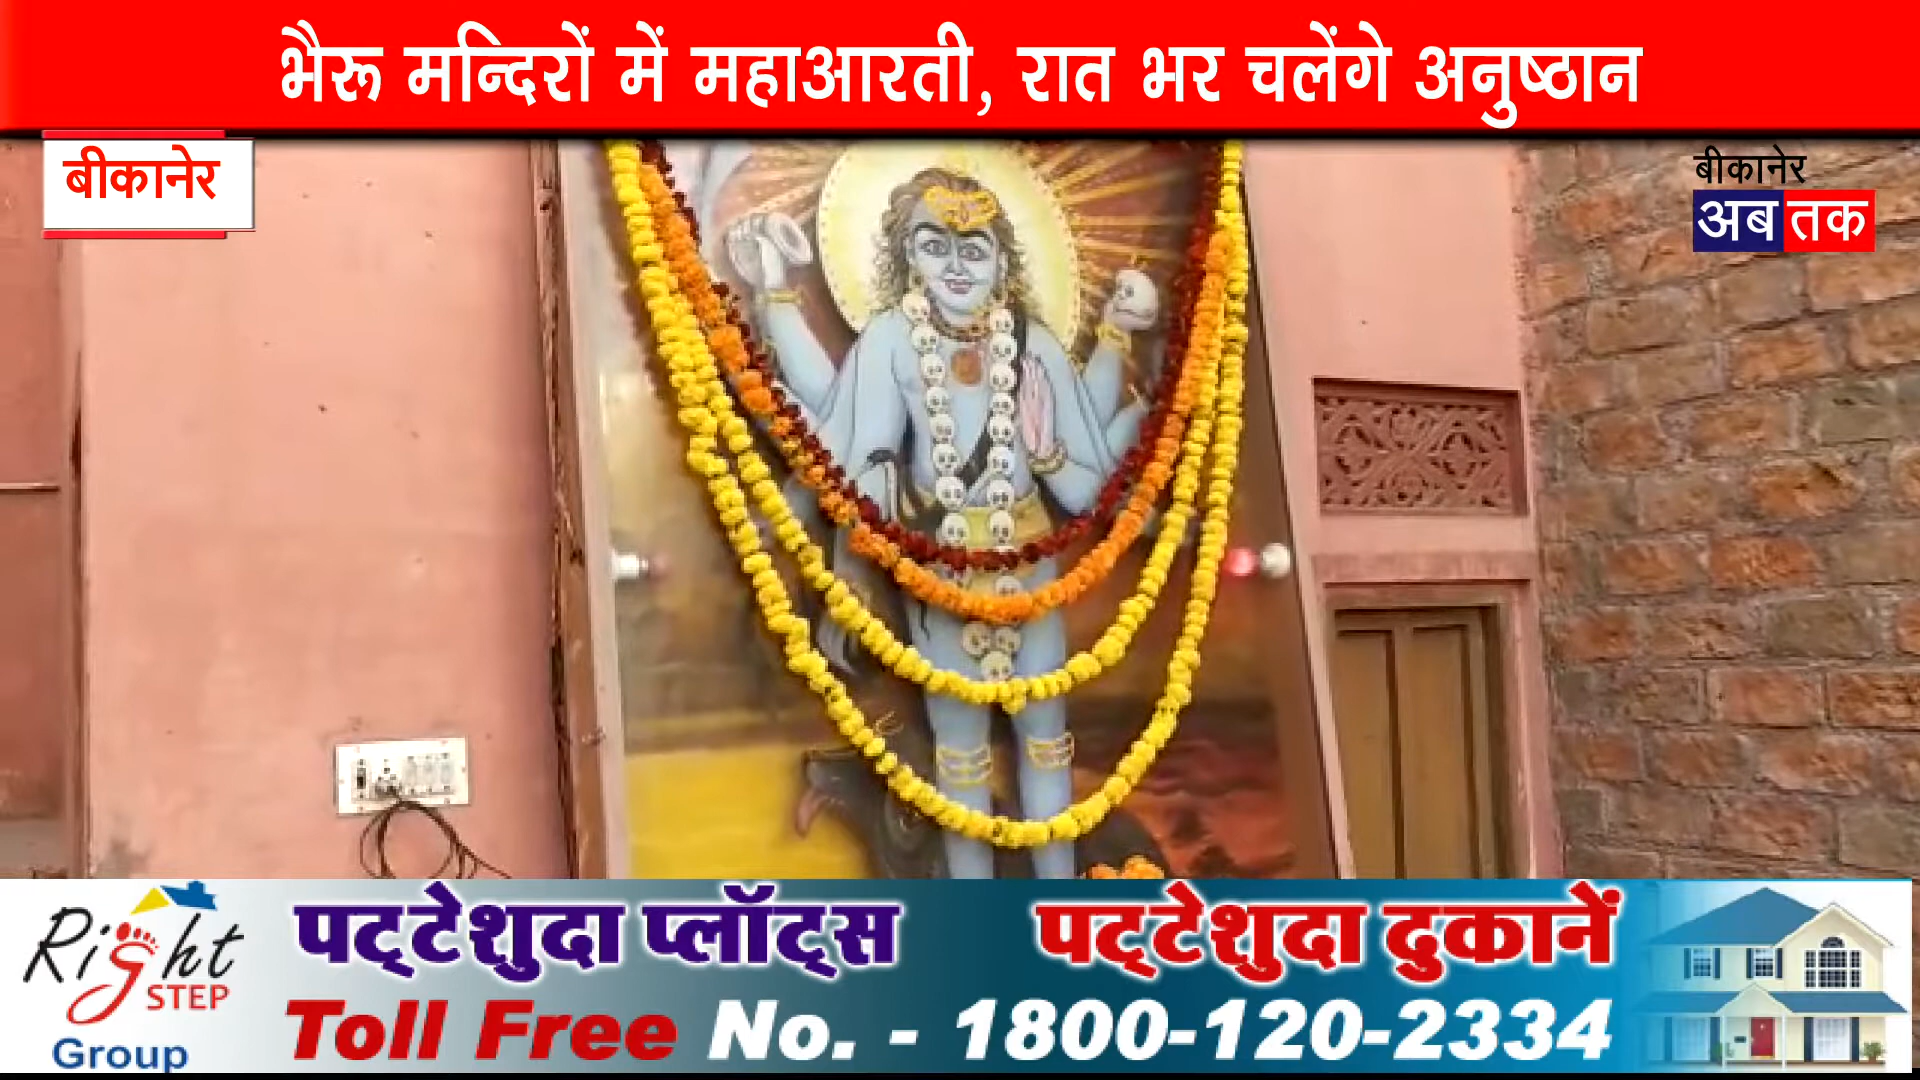 भैरू मन्दिरों में महाआरती, रात भर चलेंगे अनुष्ठान
बीकानेर
बीकानेर
अब तक
Right
STEP
Group
पट्टेशुदा प्लॉट्स पट्टेशुदा दुकानें
Toll Free No. - 1800-120-2334